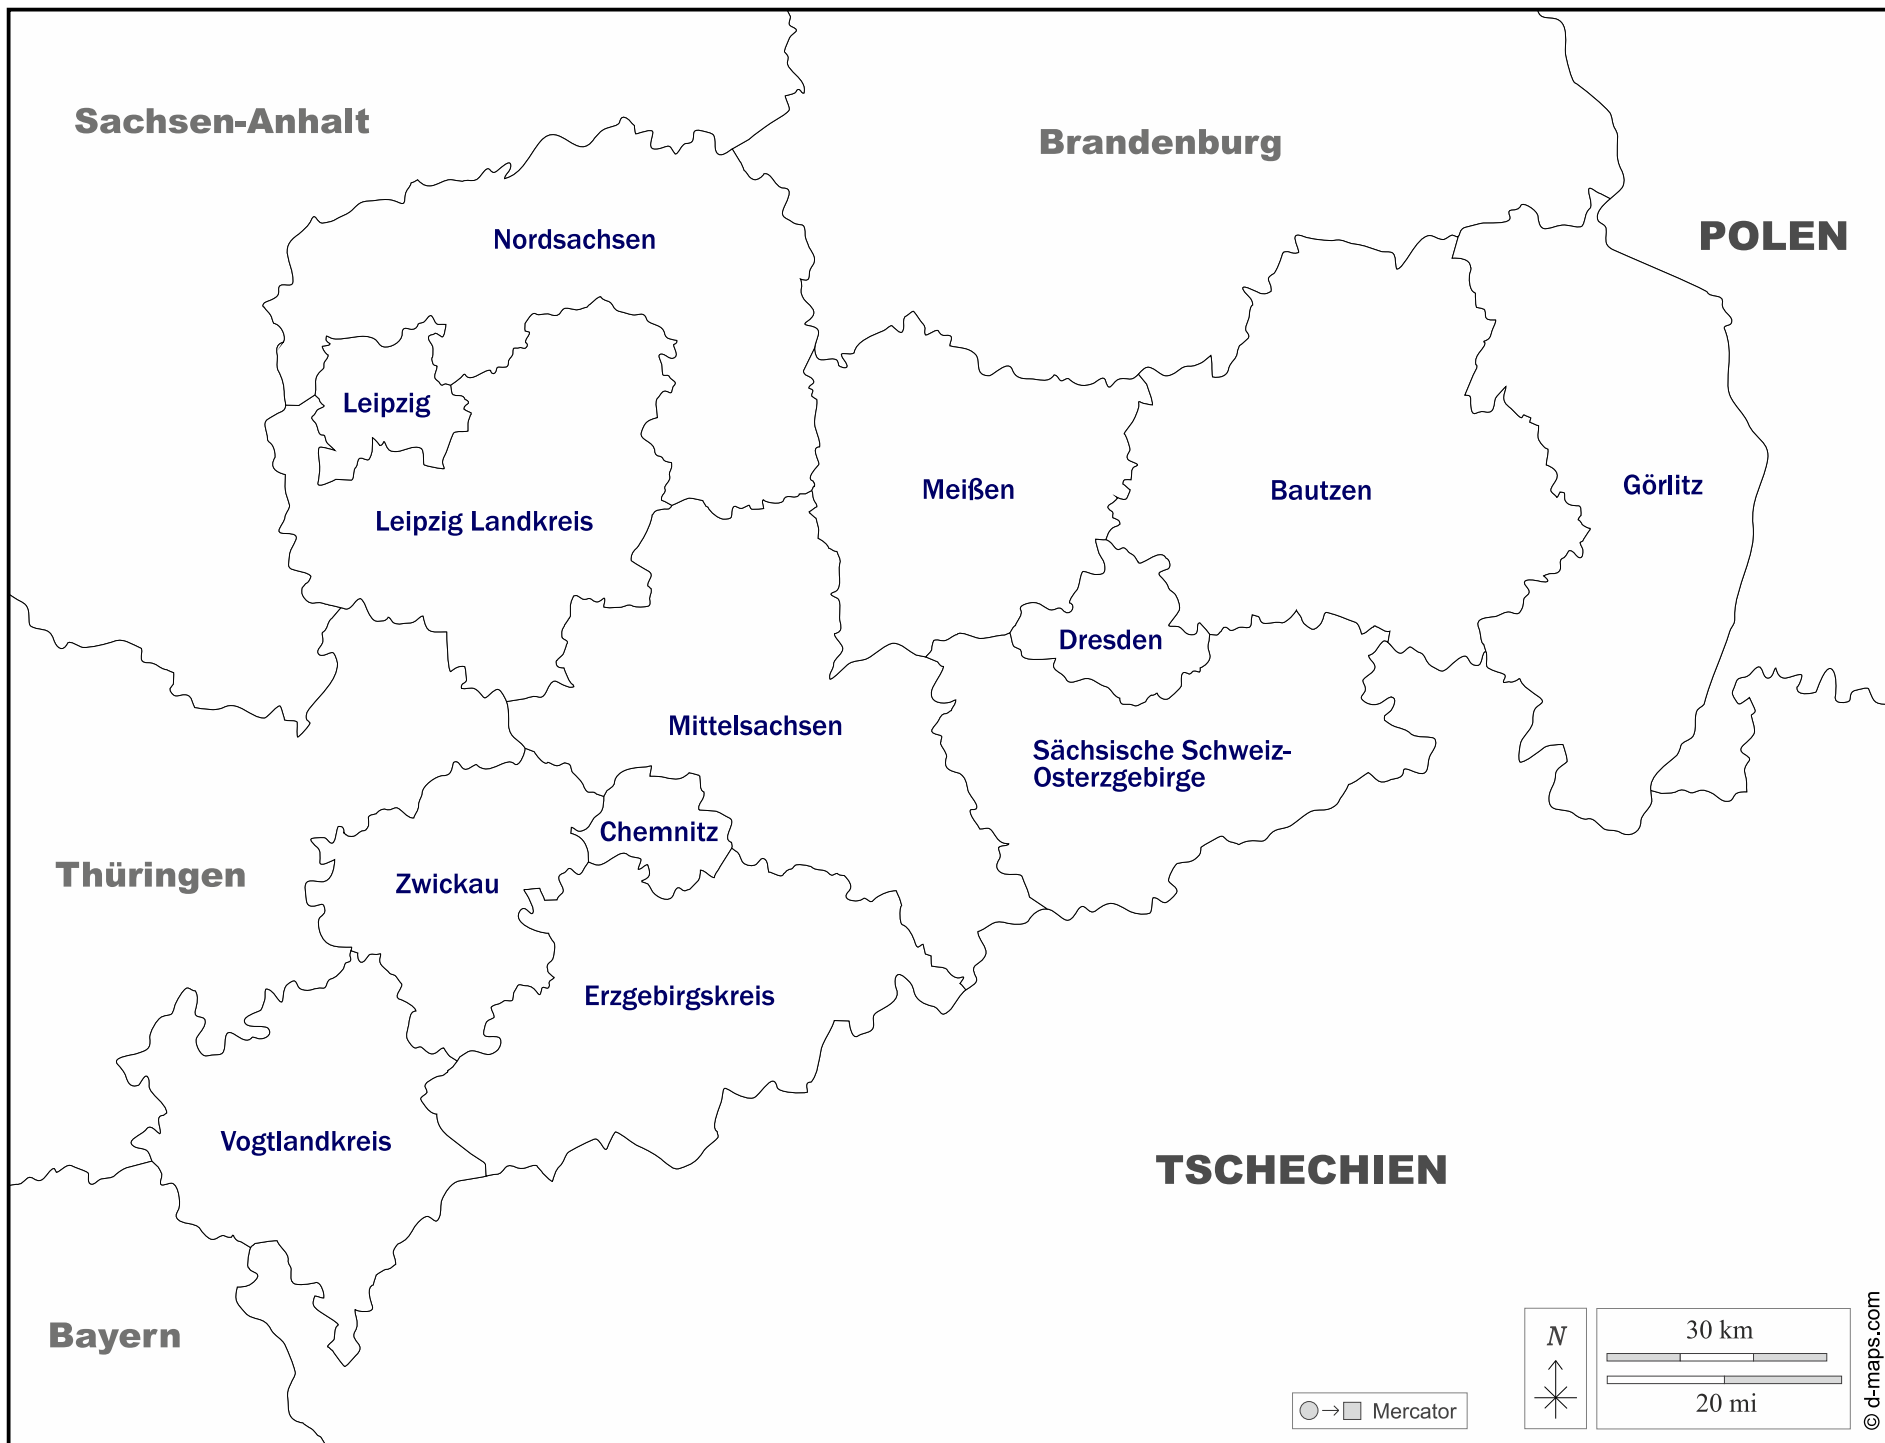 Sachsen-Anhalt
Brandenburg
POLEN
Nordsachsen
Leipzig
Leipzig Landkreis
Meißen
Bautzen
Görlitz
Dresden
Mittelsachsen
Sächsische Schweiz-
Osterzgebirge
Chemnitz
Thüringen
Zwickau
Erzgebirgskreis
Vogtlandkreis
TSCHECHIEN
Bayern
N
30 km
20 mi
Mercator
© d-maps.com